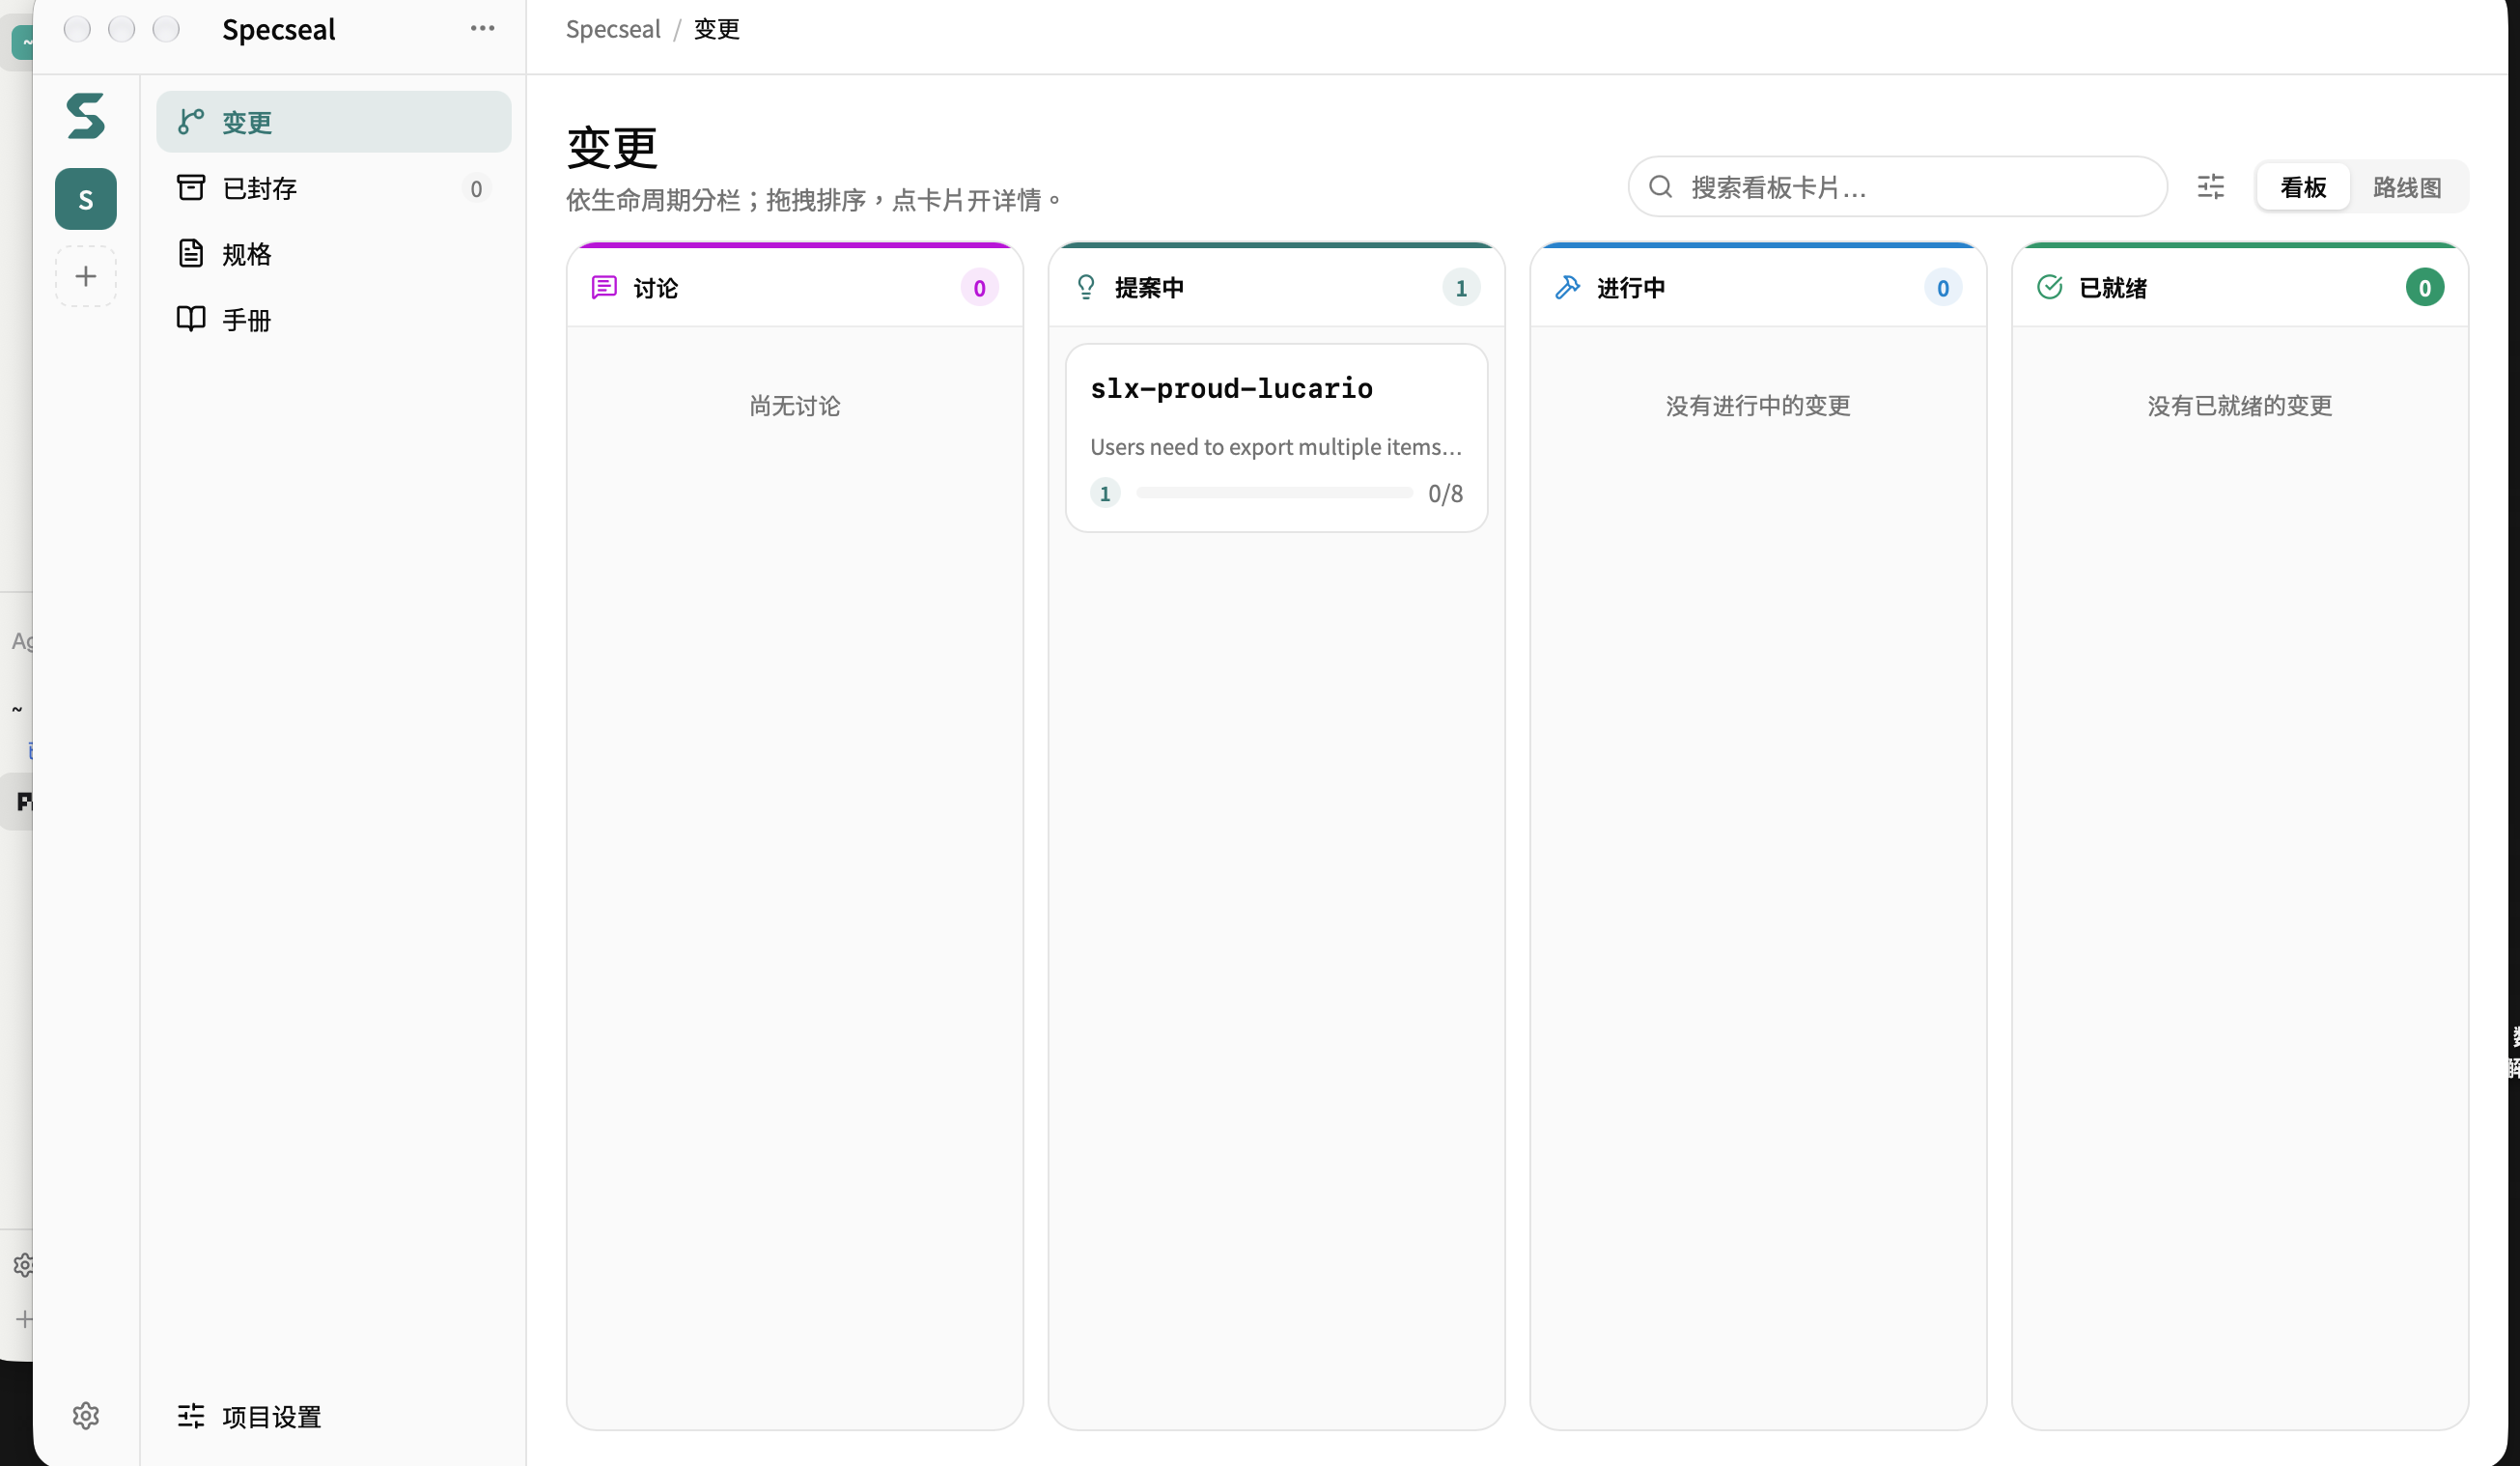 Specseal
Specseal / 变更
S
变更
已封存 0
规格
手册
项目设置
变更
依生命周期分栏；拖拽排序，点卡片开详情。
搜索看板卡片...
看板
路线图
讨论 0
尚无讨论
提案中 1
slx-proud-lucario
Users need to export multiple items...
1 0/8
进行中 0
没有进行中的变更
已就绪 0
没有已就绪的变更
~
Ag
~